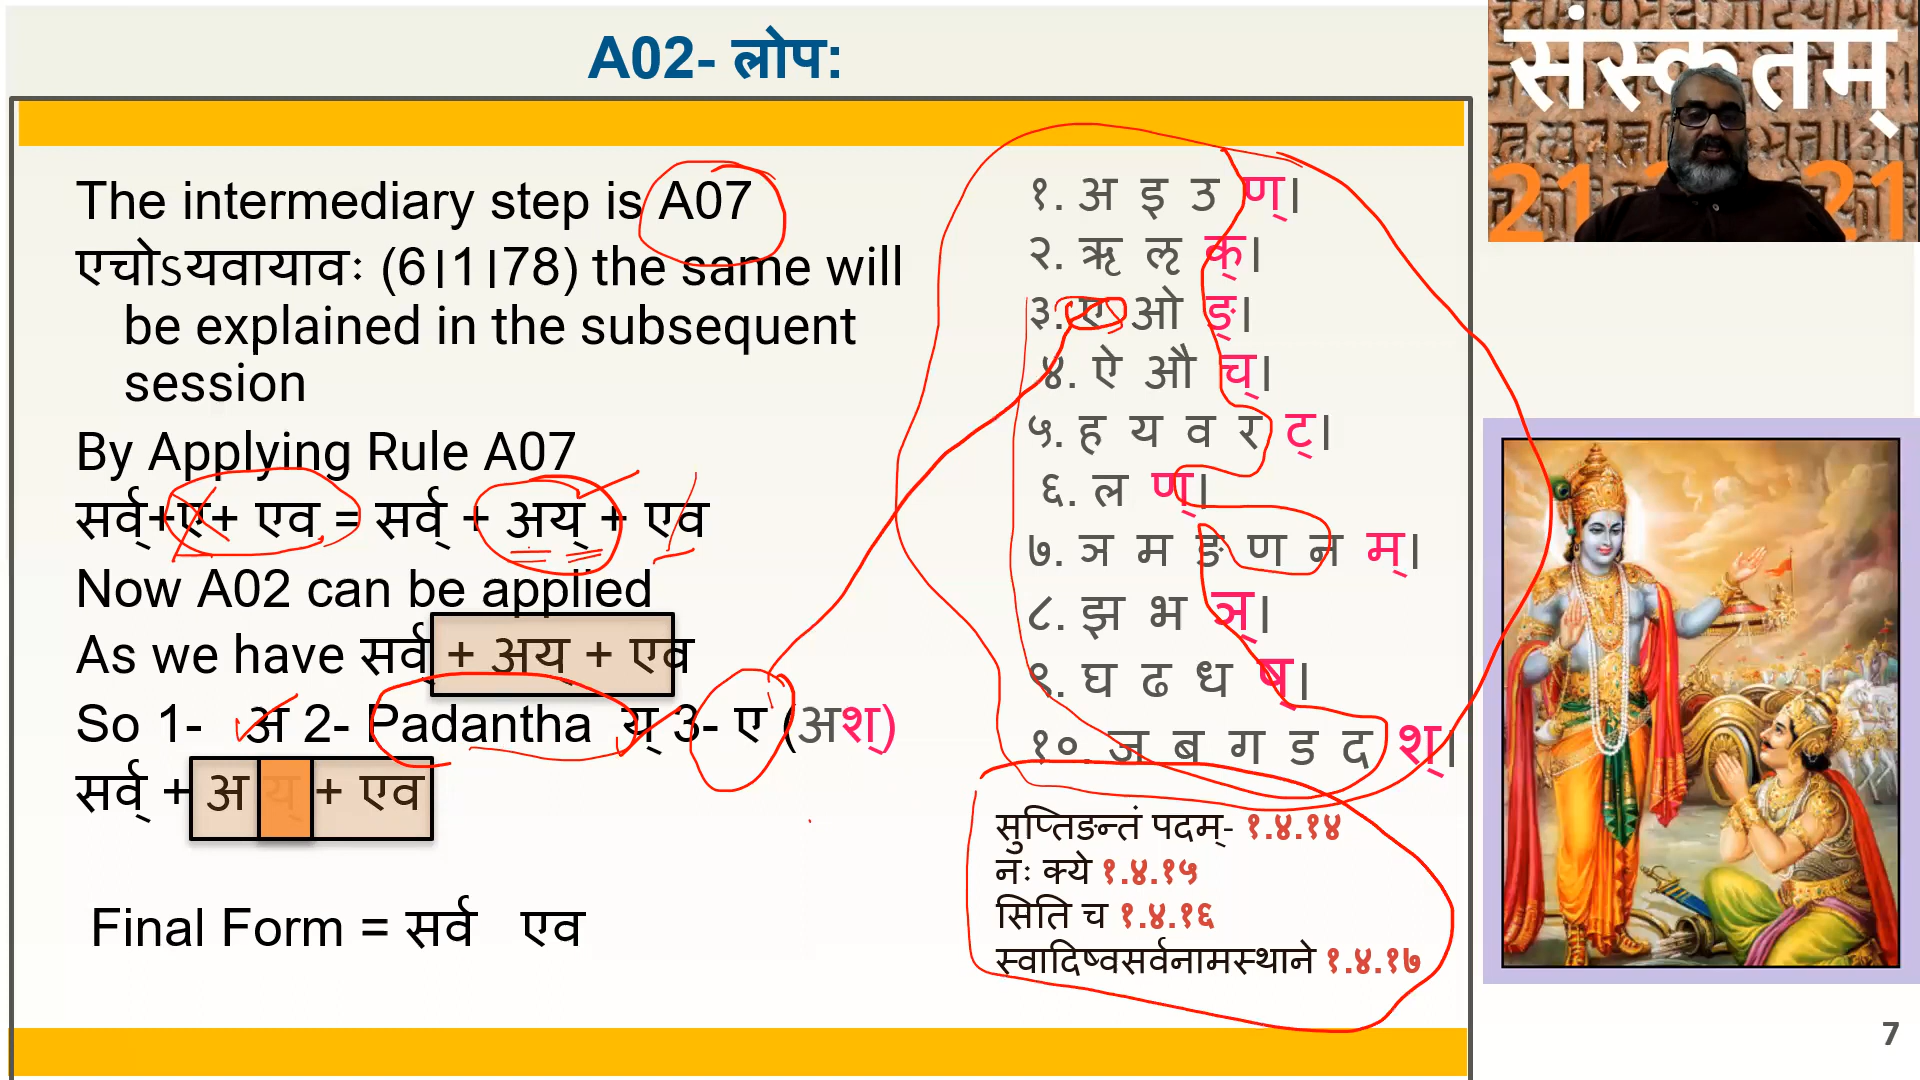 A02- लोप:
The intermediary step is A07
एचोऽयवायावः (6।1।78) the same will
be explained in the subsequent
session
By Applying Rule A07
सर्व्+ए+ एव = सर्व् + अय् + एव
Now A02 can be applied
As we have सर्व् + अय् + एव
So 1- अ 2- Padantha य् 3- ए (अश्)
सर्व् + अ य् + एव
Final Form = सर्व एव
१. अ इ उ ण्।
२. ऋ ऌ क्।
३. ए ओ ङ्।
४. ऐ औ च्।
५. ह य व र ट्।
६. ल ण्।
७. ञ म ङ ण न म्।
८. झ भ ञ्।
९. घ ढ ध ष्।
१०. ज ब ग ड द श्।
सुप्तिङन्तं पदम्- १.४.१४
नः क्ये १.४.१५
सिति च १.४.१६
स्वादिष्वसर्वनामस्थाने १.४.१७
संस्कृतम्
7